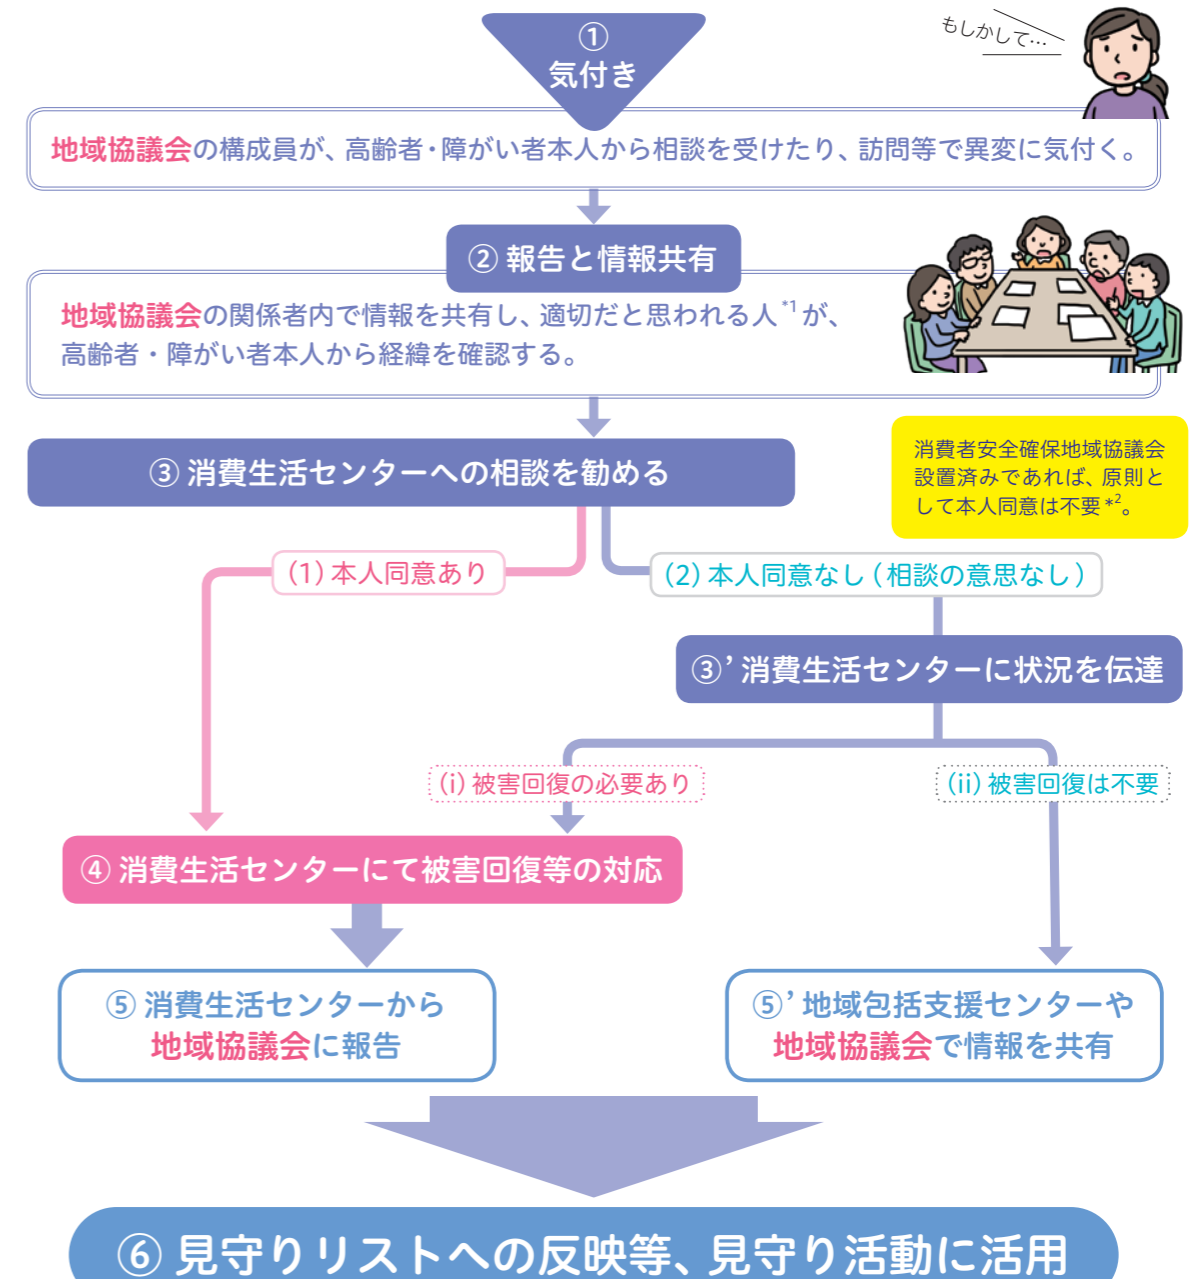 もしかして…
①
気付き
地域協議会の構成員が、高齢者・障がい者本人から相談を受けたり、訪問等で異変に気付く。
② 報告と情報共有
地域協議会の関係者内で情報を共有し、適切だと思われる人*1が、
高齢者・障がい者本人から経緯を確認する。
③ 消費生活センターへの相談を勧める
消費者安全確保地域協議会
設置済みであれば、原則と
して本人同意は不要*2。
(1) 本人同意あり
(2) 本人同意なし(相談の意思なし)
③’ 消費生活センターに状況を伝達
(i) 被害回復の必要あり
(ii) 被害回復は不要
④ 消費生活センターにて被害回復等の対応
⑤ 消費生活センターから
地域協議会に報告
⑤’ 地域包括支援センターや
地域協議会で情報を共有
⑥ 見守りリストへの反映等、見守り活動に活用